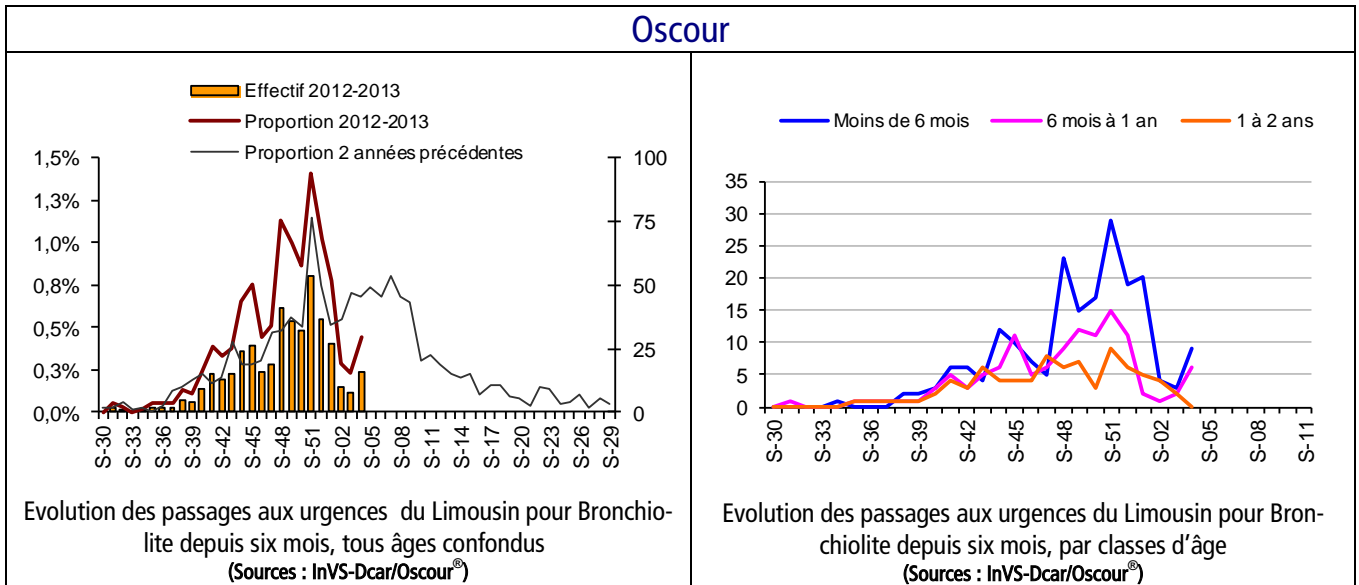 Oscour
Effectif 2012-2013
Proportion 2012-2013
Proportion 2 années précédentes
1,5%
1,3%
1,0%
0,8%
0,5%
0,3%
0,0%
100
75
50
25
0
S-30
S-33
S-36
S-39
S-42
S-45
S-48
S-51
S-02
S-05
S-08
S-11
S-14
S-17
S-20
S-23
S-26
S-29
Evolution des passages aux urgences du Limousin pour Bronchio-
lite depuis six mois, tous âges confondus
(Sources : InVS-Dcar/Oscour®)
Moins de 6 mois
6 mois à 1 an
1 à 2 ans
35
30
25
20
15
10
5
0
S-30
S-33
S-36
S-39
S-42
S-45
S-48
S-51
S-02
S-05
S-08
S-11
Evolution des passages aux urgences du Limousin pour Bron-
chiolite depuis six mois, par classes d'âge
(Sources : InVS-Dcar/Oscour®)